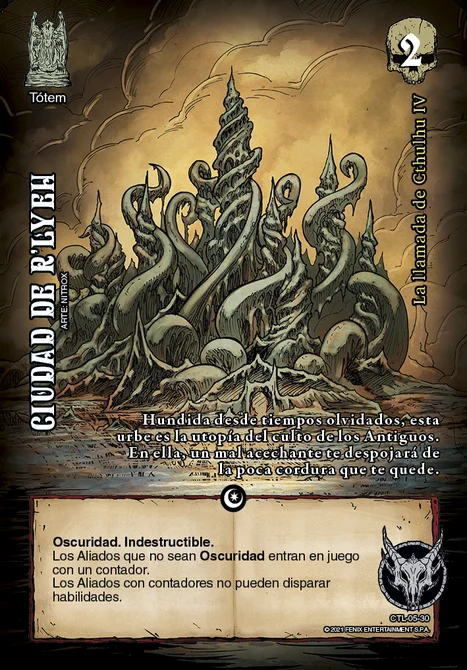 Tótem
2
La llamada de Cthulhu IV
CIUDAD DE R'LYEH
ARTE: NITROX
Hundida desde tiempos olvidados, esta
urbe es la utopía del culto de los Antiguos.
En ella, un mal acechante te despojará de
la poca cordura que te quede.
Oscuridad. Indestructible.
Los Aliados que no sean Oscuridad entran en juego
con un contador.
Los Aliados con contadores no pueden disparar
habilidades.
CTL-05-30
© 2021 FENIX ENTERTAINMENT S.P.A.